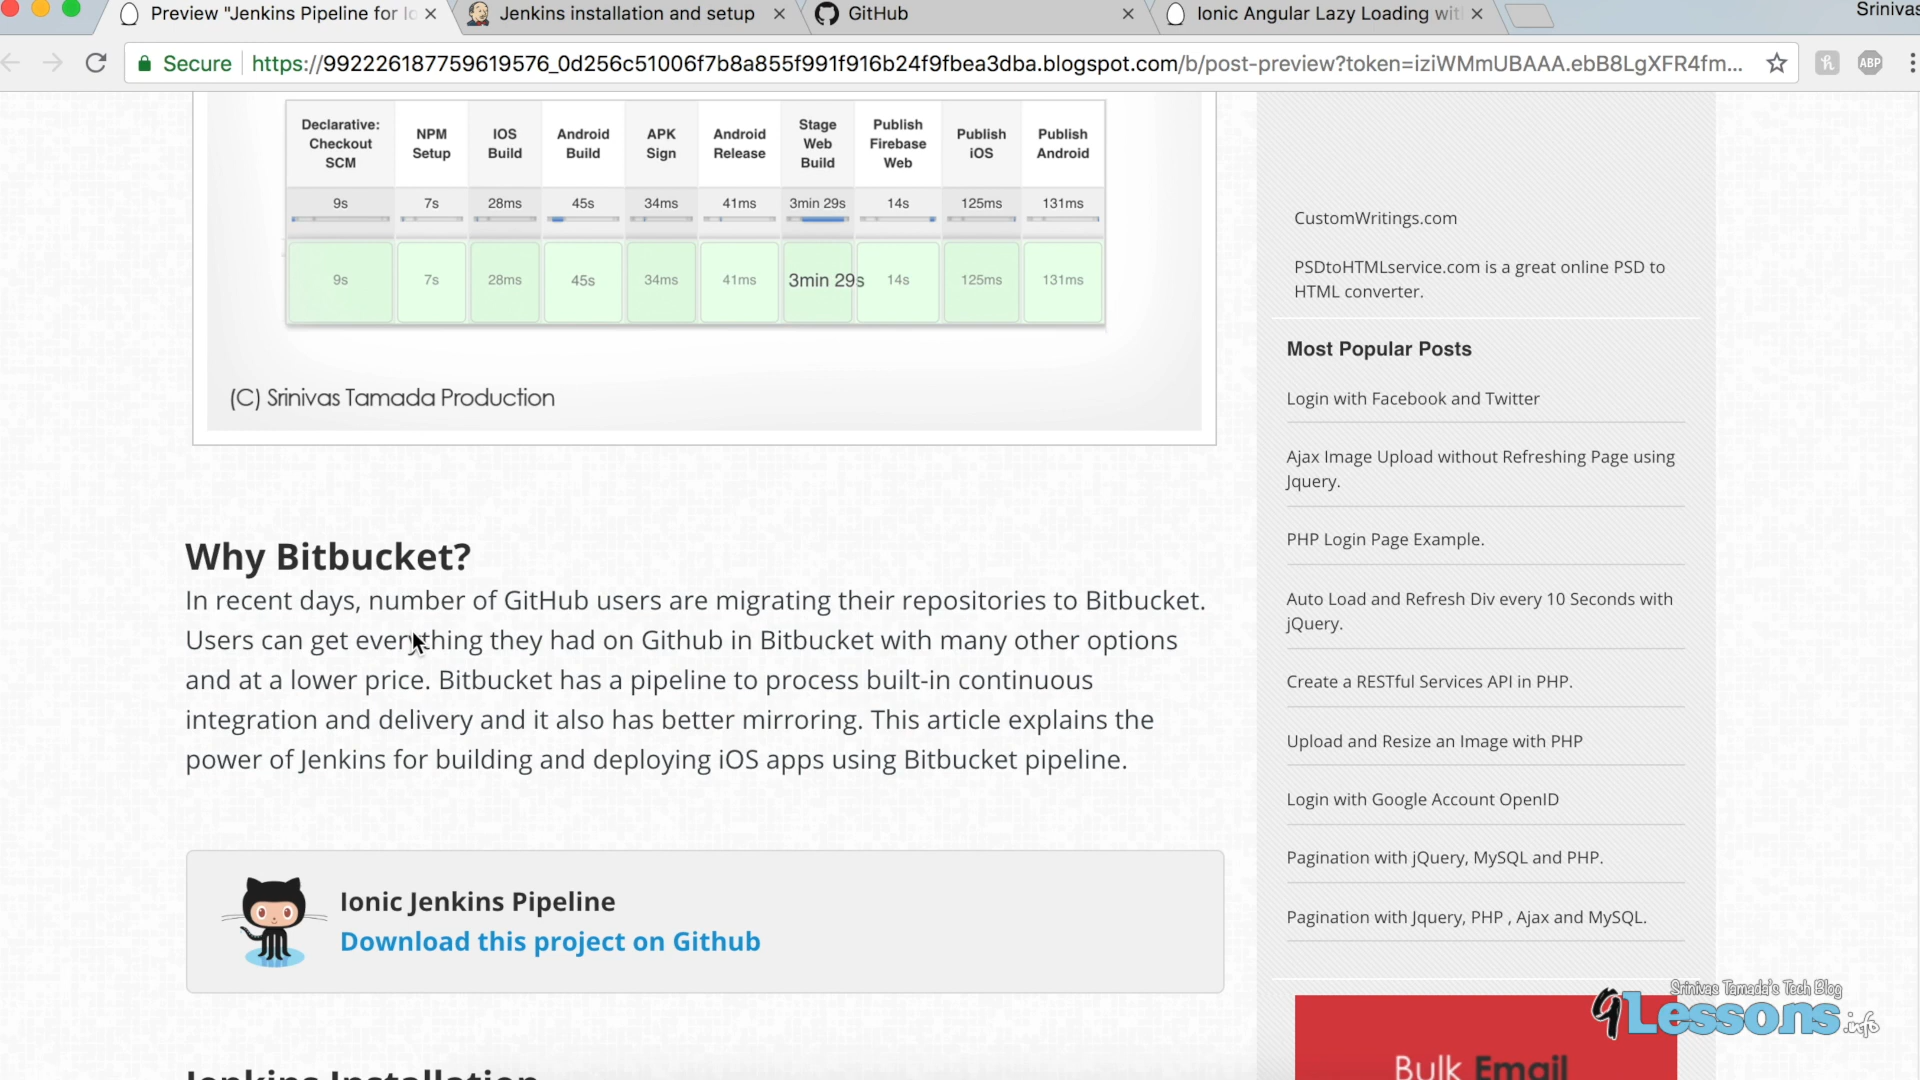 Preview "Jenkins Pipeline for Io
Jenkins installation and setup
GitHub
Ionic Angular Lazy Loading wit
Srinivas
Secure
https://992226187759619576_0d256c51006f7b8a855f991f916b24f9fbea3dba.blogspot.com/b/post-preview?token=iziWMmUBAAA.ebB8LgXFR4fm...
ABP
Declarative: Checkout SCM
NPM Setup
IOS Build
Android Build
APK Sign
Android Release
Stage Web Build
Publish Firebase Web
Publish iOS
Publish Android
9s 7s 28ms 45s 34ms 41ms 3min 29s 14s 125ms 131ms
9s 7s 28ms 45s 34ms 41ms 3min 29s 14s 125ms 131ms
(C) Srinivas Tamada Production
Why Bitbucket?
In recent days, number of GitHub users are migrating their repositories to Bitbucket.
Users can get everything they had on Github in Bitbucket with many other options
and at a lower price. Bitbucket has a pipeline to process built-in continuous
integration and delivery and it also has better mirroring. This article explains the
power of Jenkins for building and deploying iOS apps using Bitbucket pipeline.
Ionic Jenkins Pipeline
Download this project on Github
Jenkins Installation
CustomWritings.com
PSDtoHTMLservice.com is a great online PSD to
HTML converter.
Most Popular Posts
Login with Facebook and Twitter
Ajax Image Upload without Refreshing Page using
Jquery.
PHP Login Page Example.
Auto Load and Refresh Div every 10 Seconds with
jQuery.
Create a RESTful Services API in PHP.
Upload and Resize an Image with PHP
Login with Google Account OpenID
Pagination with jQuery, MySQL and PHP.
Pagination with Jquery, PHP , Ajax and MySQL.
Srinivas Tamada's Tech Blog
9Lessons.info
Bulk Email